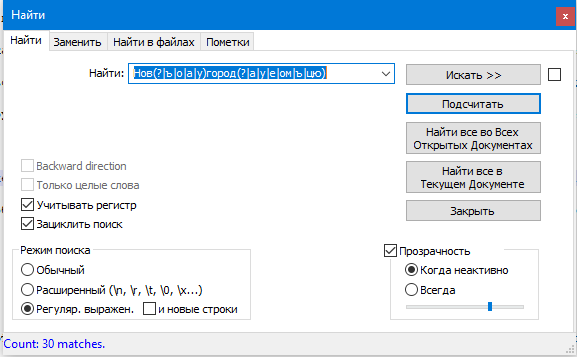 Найти
Найти Заменить Найти в файлах Пометки
Найти: Нов(?|ъ|о|а|у)город(?|а|у|е|ом|ъ|цю)
Искать >>
Подсчитать
Найти все во Всех
Открытых Документах
Найти все в
Текущем Документе
Закрыть
Backward direction
Только целые слова
Учитывать регистр
Зациклить поиск
Режим поиска
Обычный
Расширенный (\n, \r, \t, \0, \x...)
Регуляр. выражен. и новые строки
Прозрачность
Когда неактивно
Всегда
Count: 30 matches.